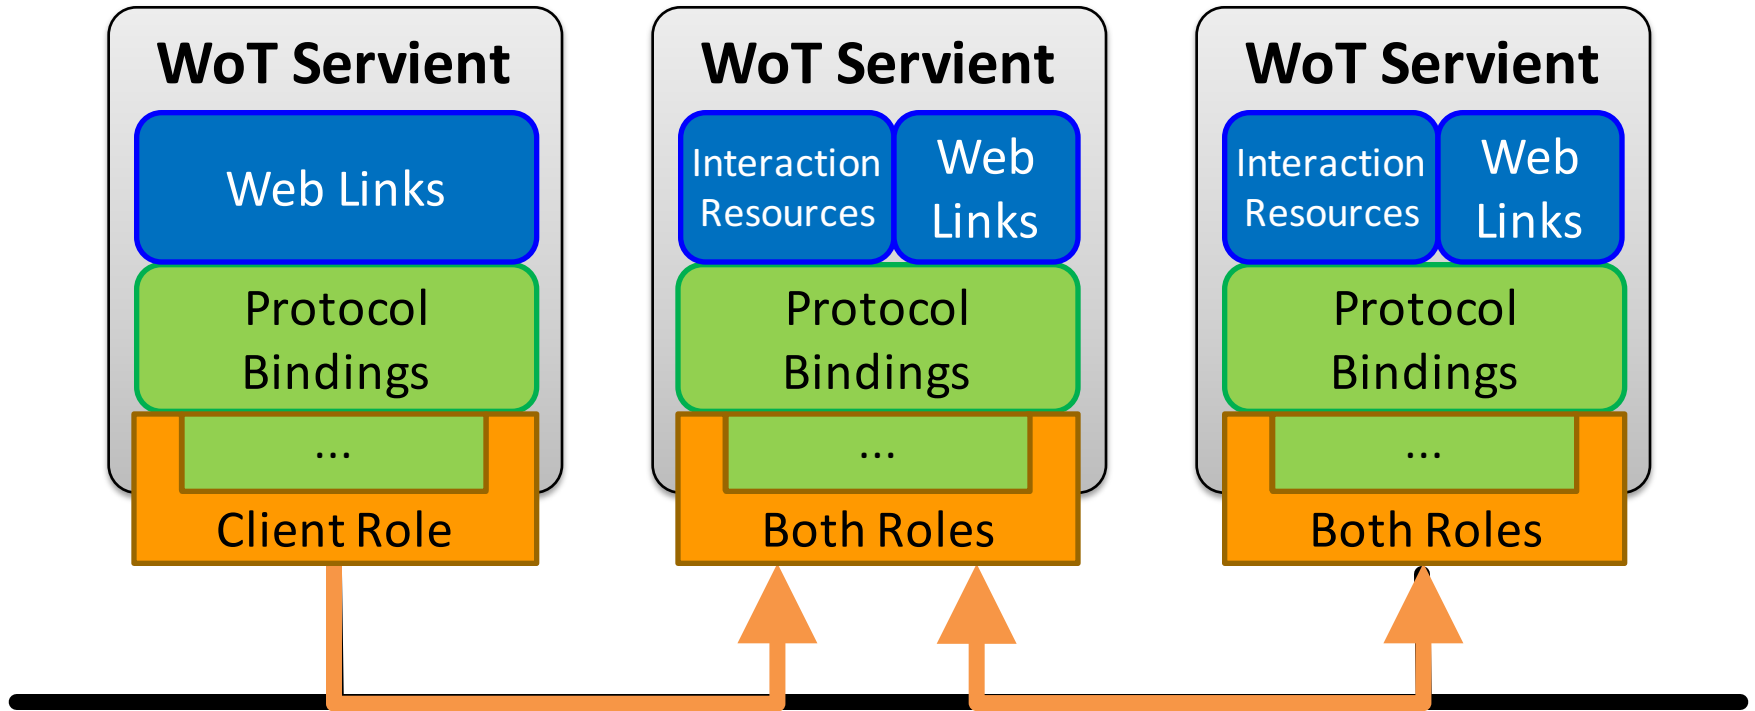 WoT Servient
Web Links
Protocol
Bindings
...
Client Role
WoT Servient
Interaction
Resources
Web
Links
Protocol
Bindings
...
Both Roles
WoT Servient
Interaction
Resources
Web
Links
Protocol
Bindings
...
Both Roles